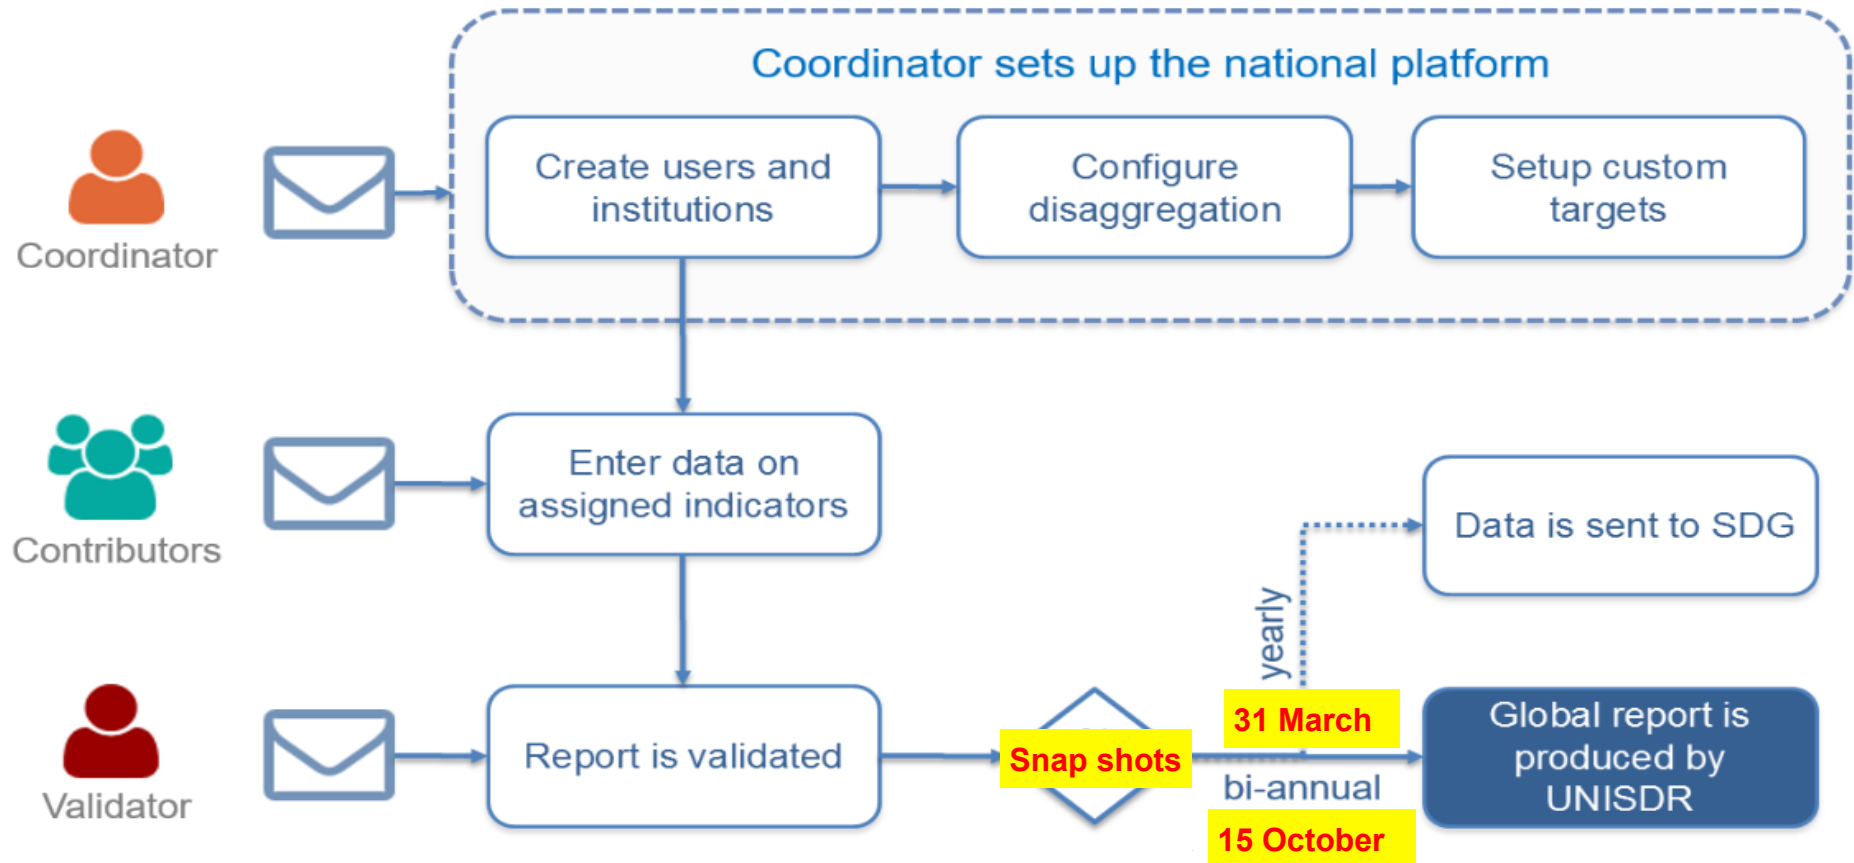 Coordinator sets up the national platform
Coordinator
Create users and
institutions
Configure
disaggregation
Setup custom
targets
Contributors
Enter data on
assigned indicators
Data is sent to SDG
yearly
Validator
Report is validated
Snap shots
31 March
bi-annual
15 October
Global report is
produced by
UNISDR